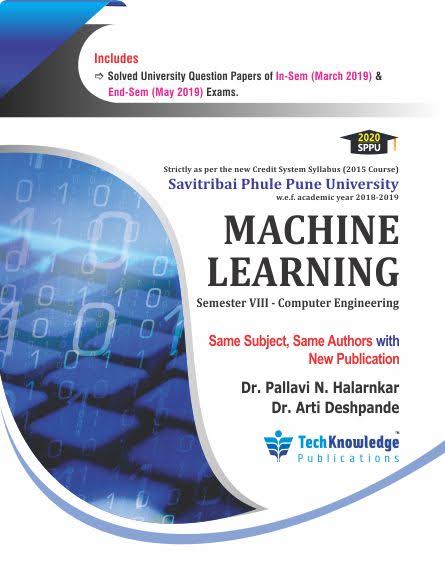 Includes
⇨ Solved University Question Papers of In-Sem (March 2019) &
End-Sem (May 2019) Exams.
2020
SPPU
Strictly as per the new Credit System Syllabus (2015 Course)
Savitribai Phule Pune University
w.e.f. academic year 2018-2019
MACHINE
LEARNING
Semester VIII - Computer Engineering
Same Subject, Same Authors with
New Publication
Dr. Pallavi N. Halarnkar
Dr. Arti Deshpande
TechKnowledge™
Publications